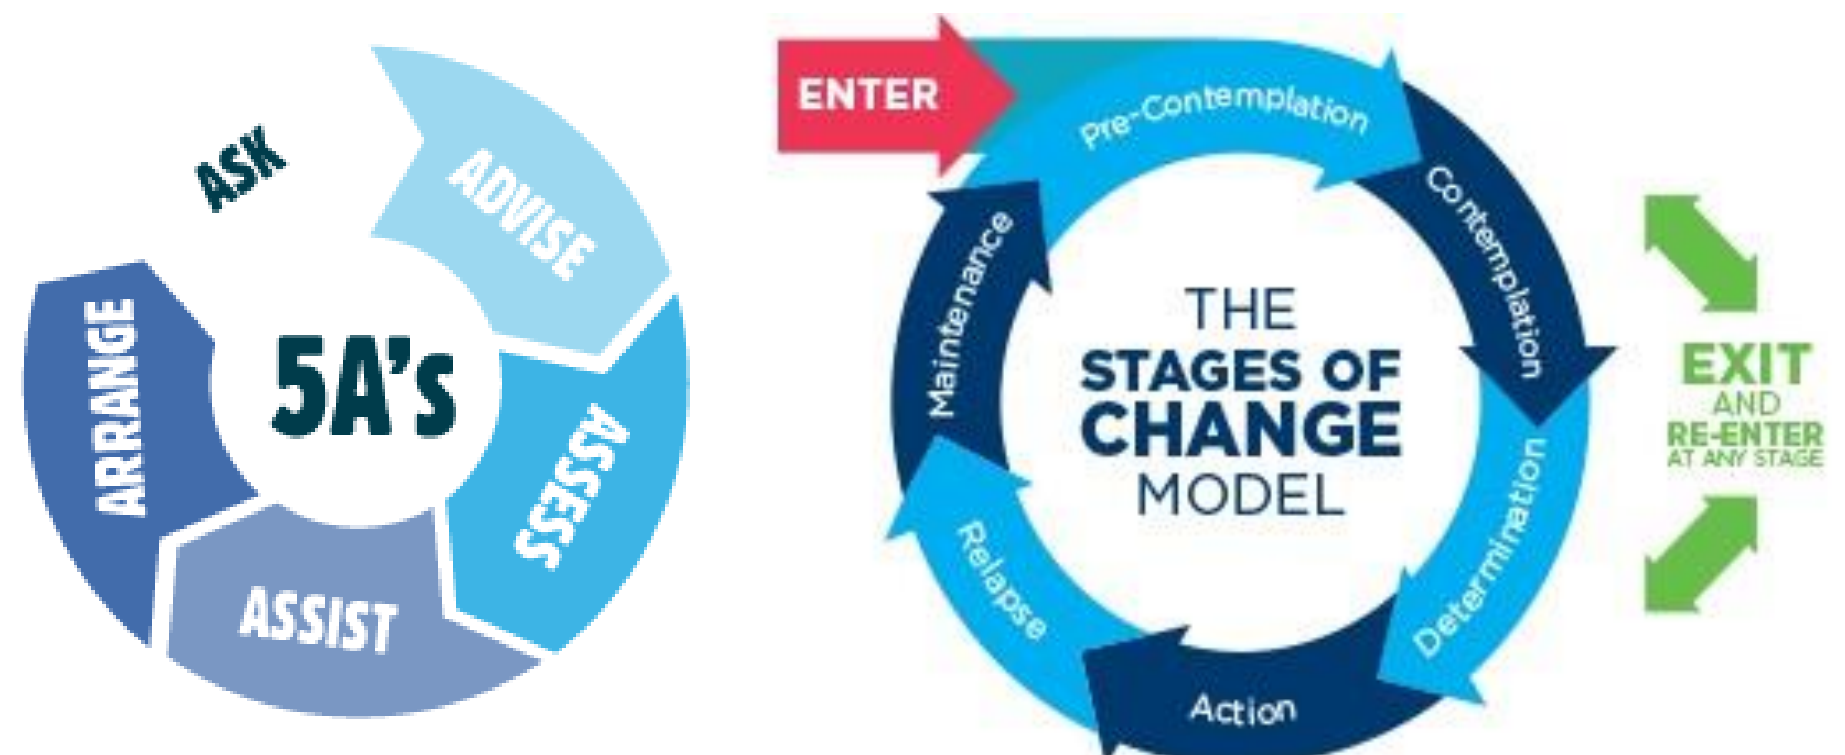 ASK
ADVISE
ASSESS
ASSIST
ARRANGE
5A's
ENTER
Pre-Contemplation
Contemplation
Determination
Action
Relapse
Maintenance
THE
STAGES OF
CHANGE
MODEL
EXIT
AND
RE-ENTER
AT ANY STAGE